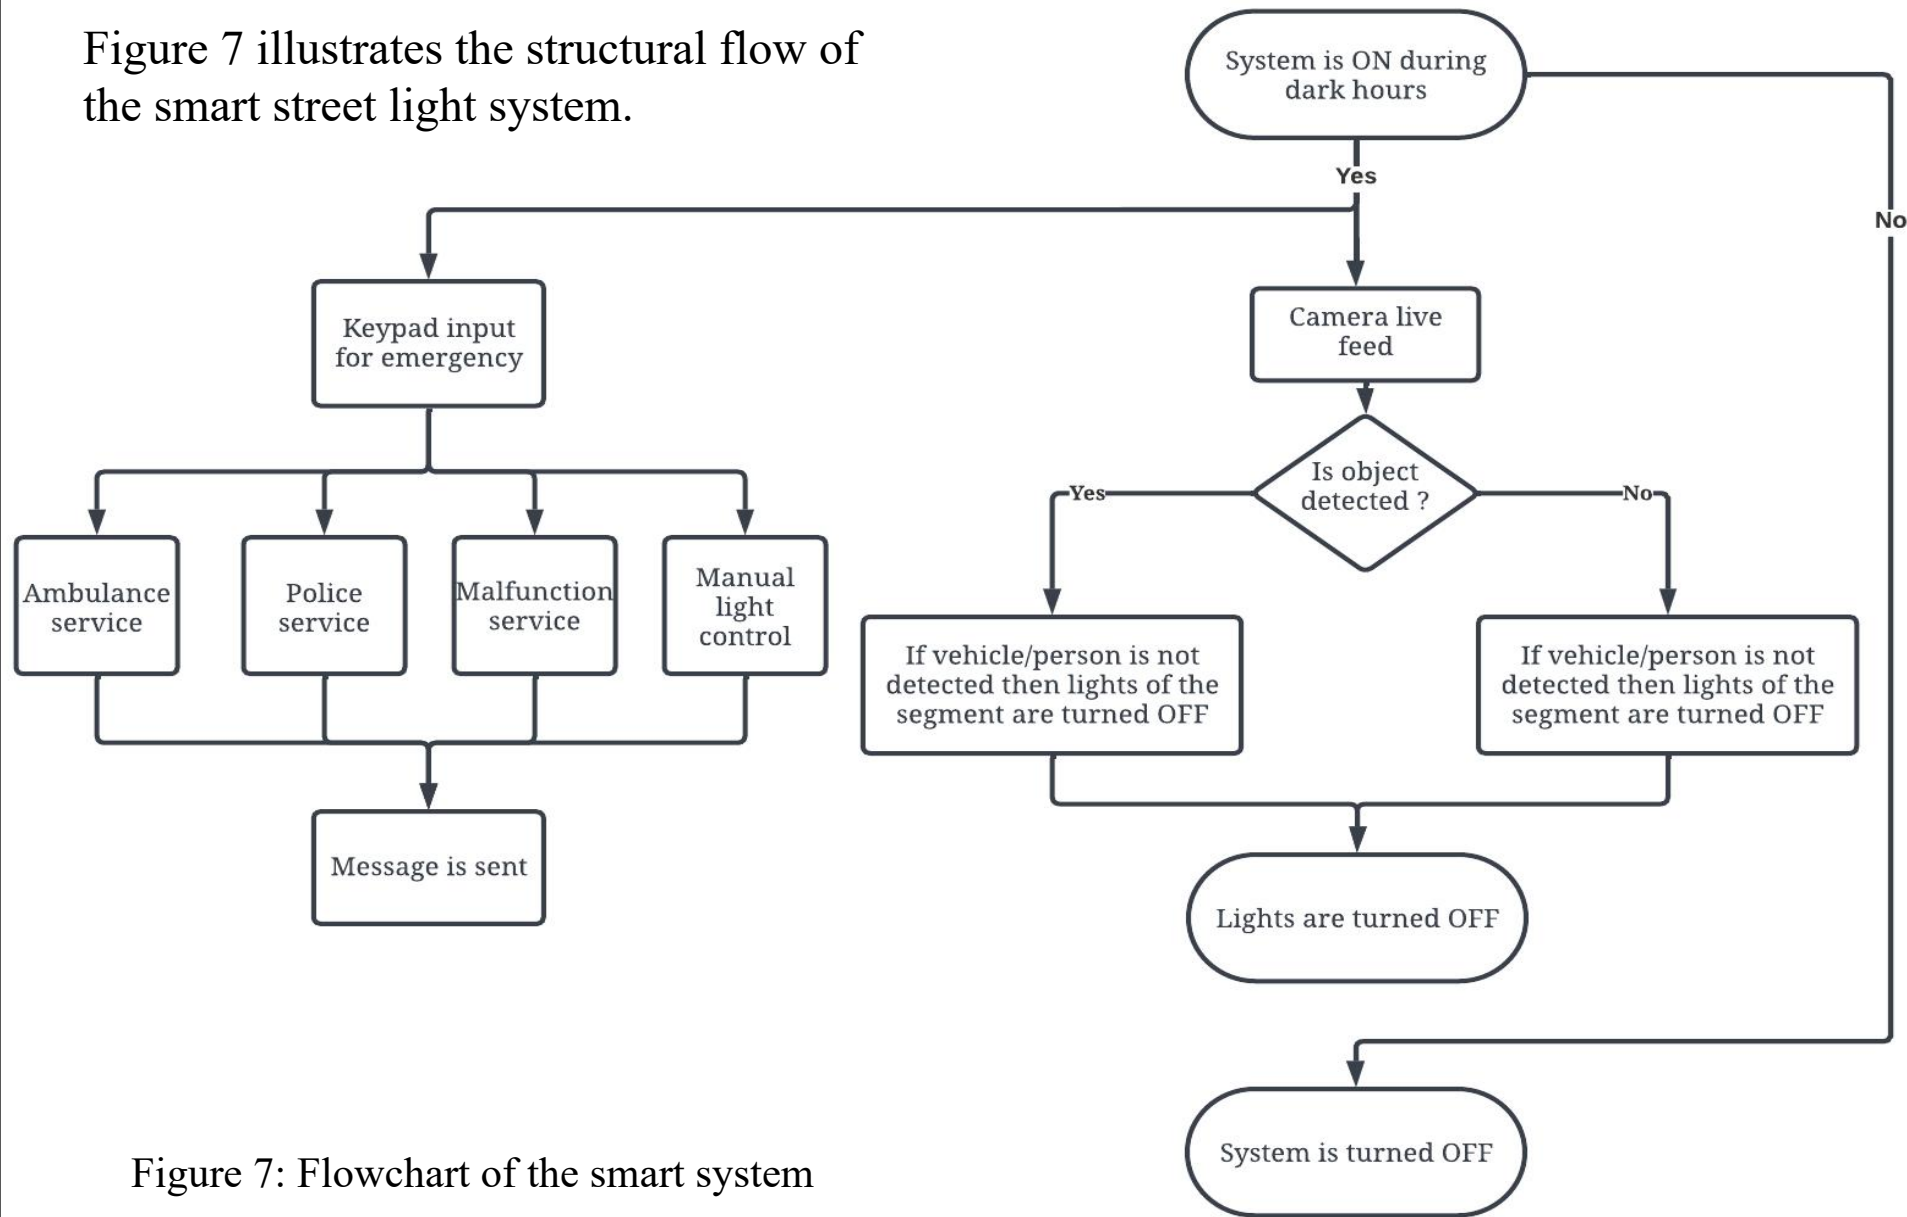 Figure 7 illustrates the structural flow of
the smart street light system.
System is ON during
dark hours
Yes
No
Keypad input
for emergency
Camera live
feed
Is object
detected ?
Yes
No
Ambulance
service
Police
service
Malfunction
service
Manual
light
control
If vehicle/person is not
detected then lights of the
segment are turned OFF
If vehicle/person is not
detected then lights of the
segment are turned OFF
Message is sent
Lights are turned OFF
System is turned OFF
Figure 7: Flowchart of the smart system